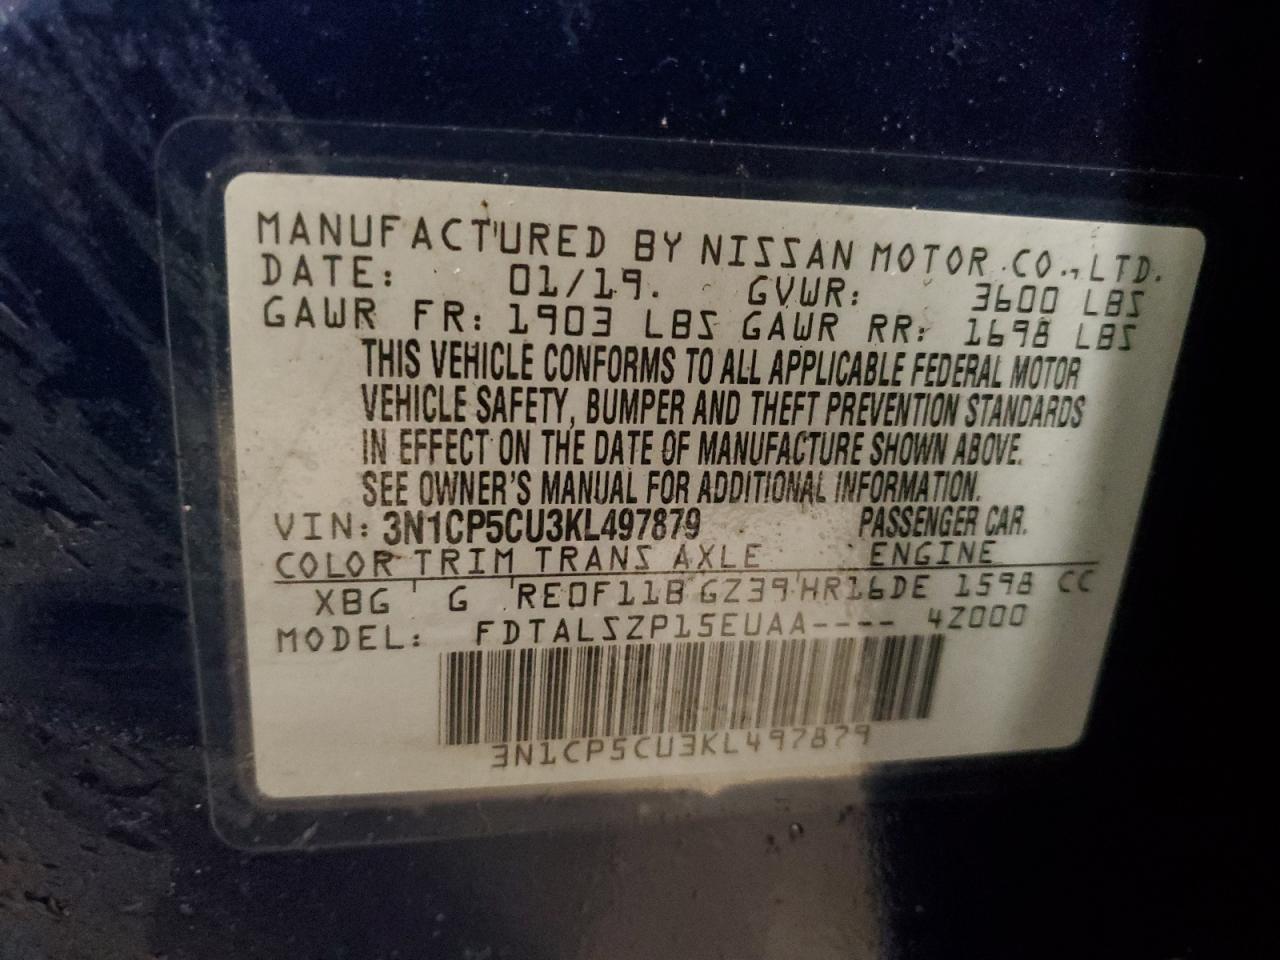 MANUFACTURED BY NISSAN MOTOR CO., LTD.
DATE: 01/19. GVWR: 3600 LBS
GAWR FR: 1903 LBS GAWR RR: 1698 LBS
THIS VEHICLE CONFORMS TO ALL APPLICABLE FEDERAL MOTOR
VEHICLE SAFETY, BUMPER AND THEFT PREVENTION STANDARDS
IN EFFECT ON THE DATE OF MANUFACTURE SHOWN ABOVE.
SEE OWNER'S MANUAL FOR ADDITIONAL INFORMATION.
VIN: 3N1CP5CU3KL497879 PASSENGER CAR.
COLOR TRIM TRANS AXLE ENGINE
XBG G RE0F11B GZ39 HR16DE 1598 CC
MODEL: FDTALSZP15EUAA---- 4Z000
3N1CP5CU3KL497879